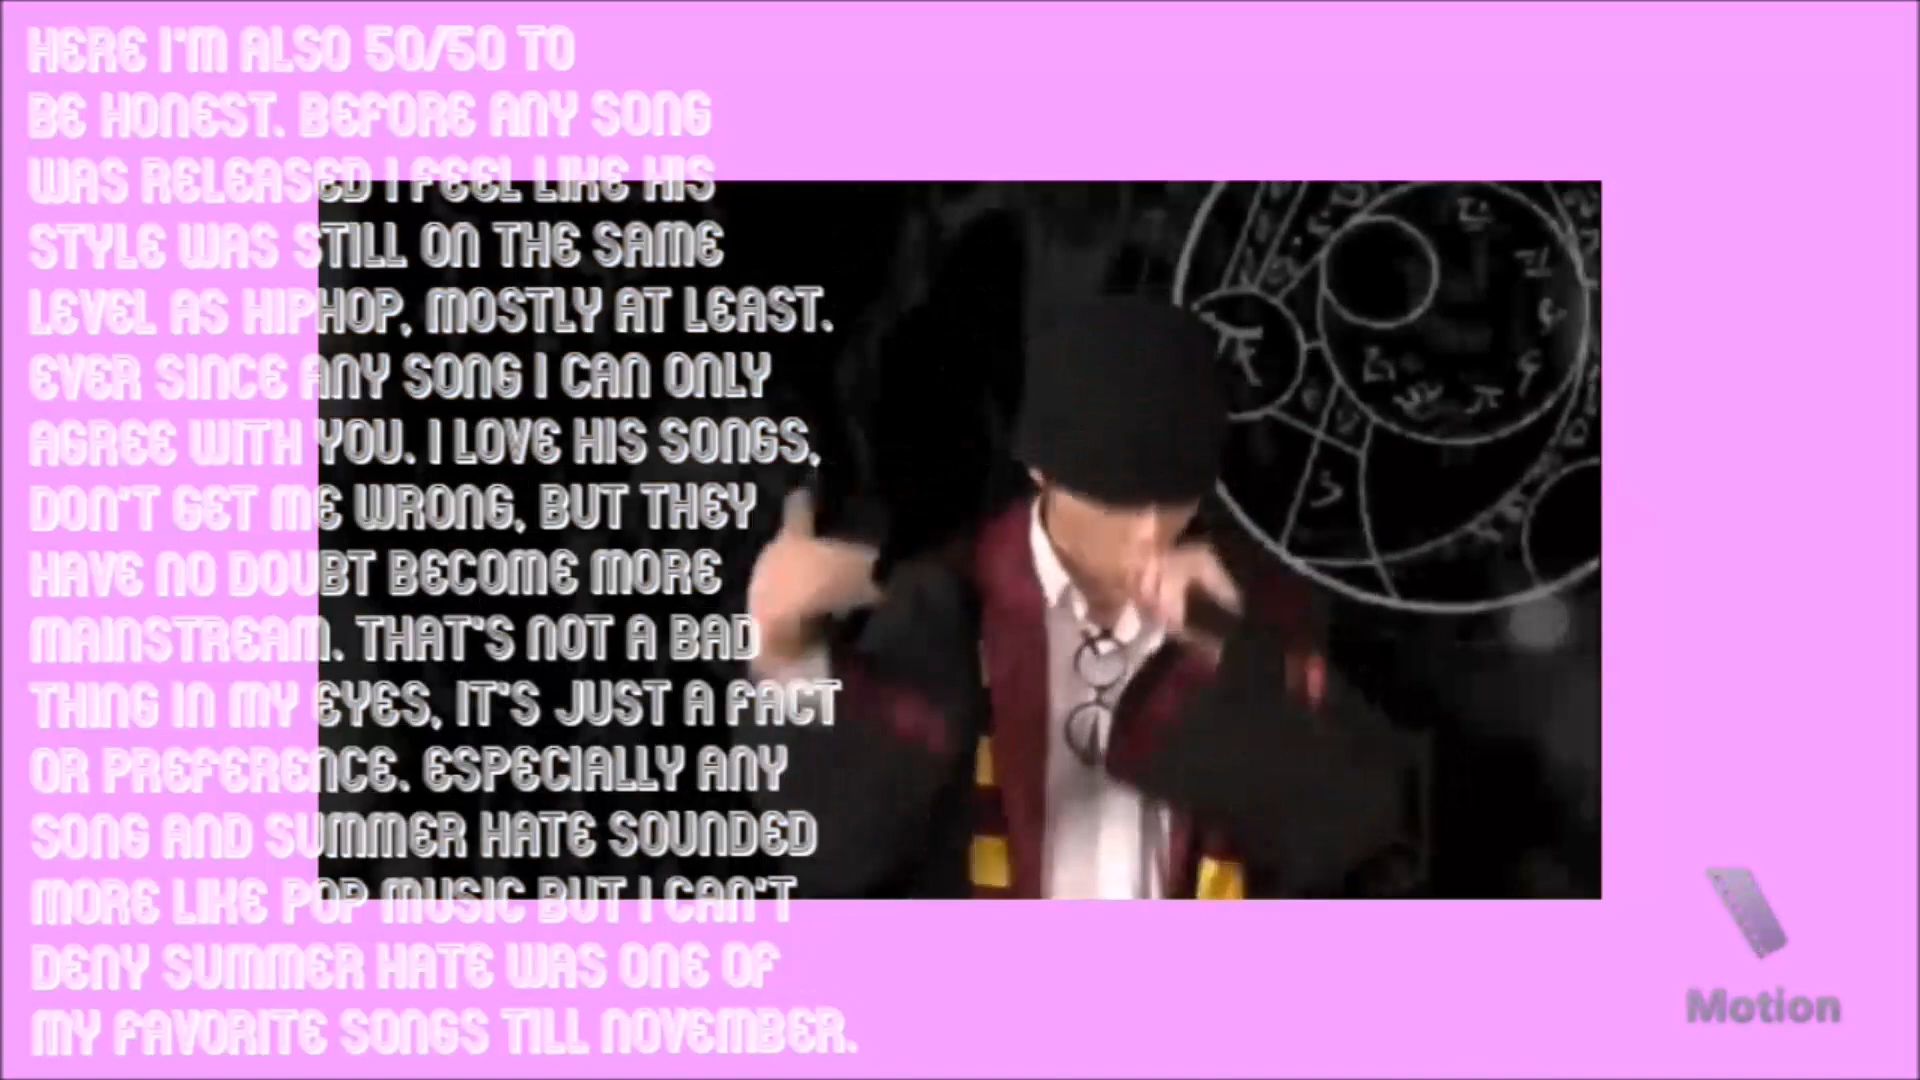 HERE I'M ALSO 50/50 TO
BE HONEST. BEFORE ANY SONG
WAS RELEASED I FEEL LIKE HIS
STYLE WAS STILL ON THE SAME
LEVEL AS HIPHOP, MOSTLY AT LEAST.
EVER SINCE ANY SONG I CAN ONLY
AGREE WITH YOU. I LOVE HIS SONGS,
DON'T GET ME WRONG, BUT THEY
HAVE NO DOUBT BECOME MORE
MAINSTREAM. THAT'S NOT A BAD
THING IN MY EYES, IT'S JUST A FACT
OR PREFERENCE. ESPECIALLY ANY
SONG AND SUMMER HATE SOUNDED
MORE LIKE POP MUSIC BUT I CAN'T
DENY SUMMER HATE WAS ONE OF
MY FAVORITE SONGS TILL NOVEMBER.
Motion